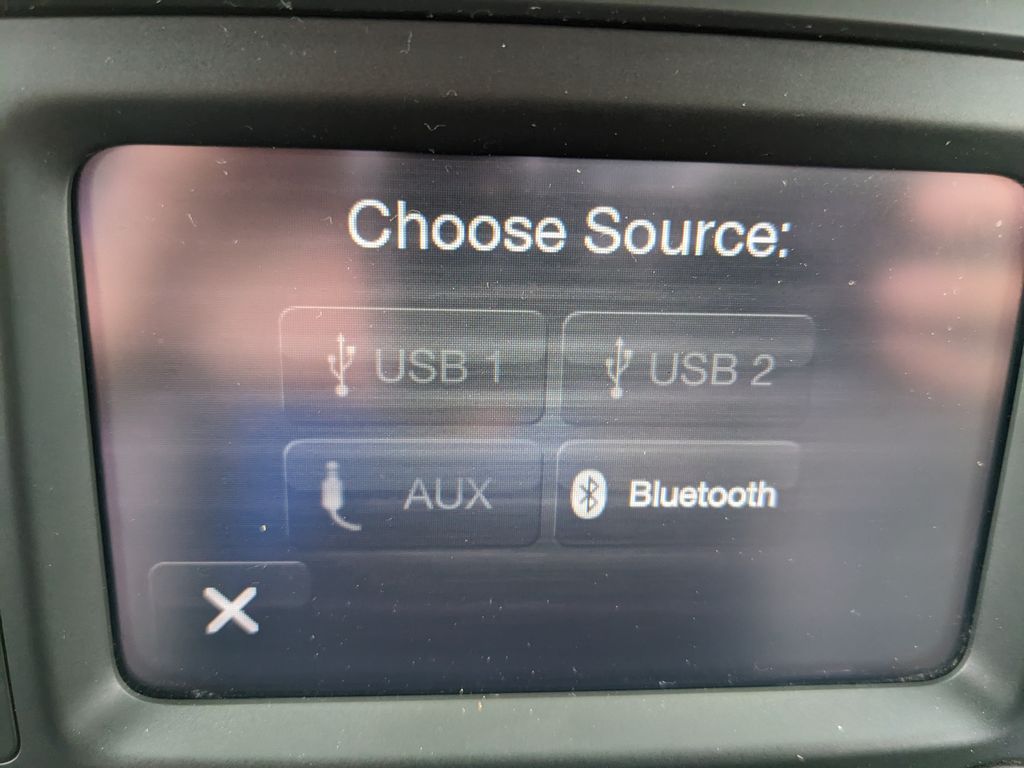 Choose Source:
USB 1 USB 2
AUX Bluetooth